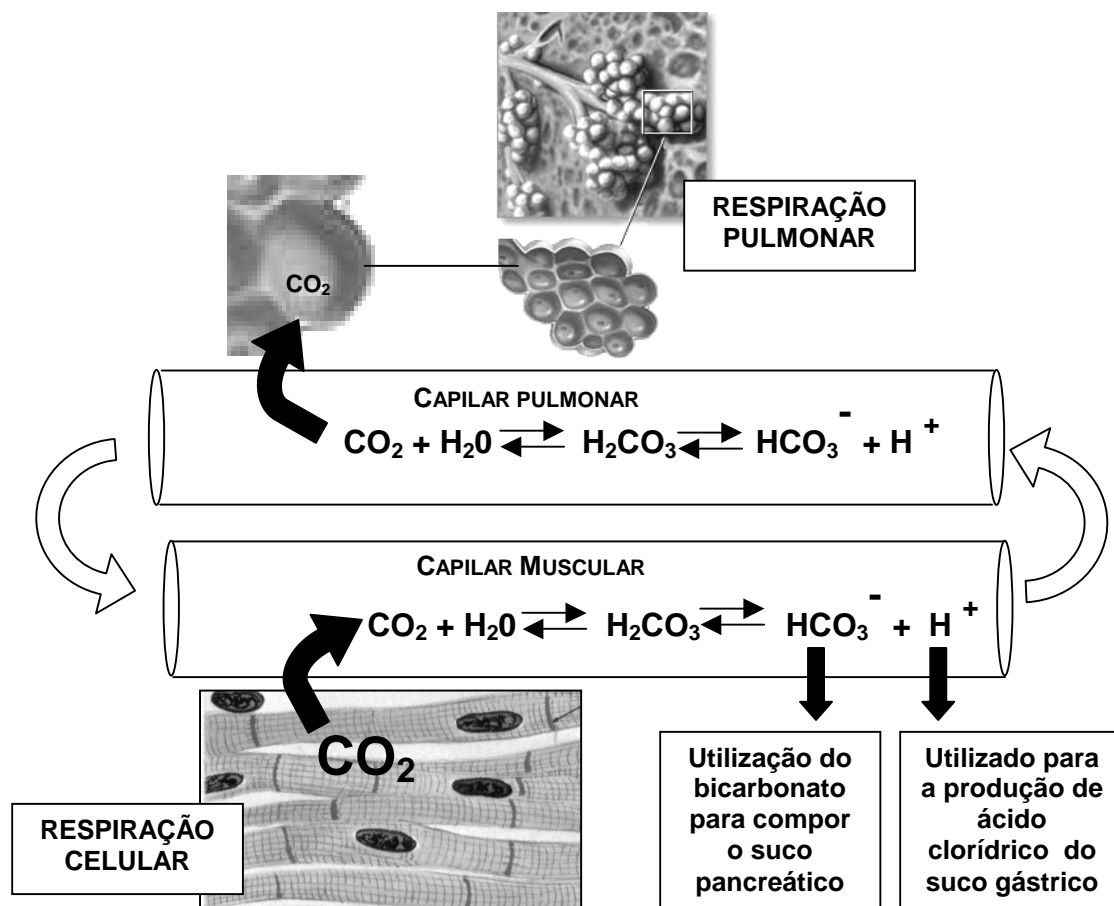 RESPIRAÇÃO
PULMONAR
CO₂
CAPILAR PULMONAR
CO₂ + H₂0 ⇌ H₂CO₃ ⇌ HCO₃⁻ + H⁺
CAPILAR MUSCULAR
CO₂ + H₂0 ⇌ H₂CO₃ ⇌ HCO₃⁻ + H⁺
CO₂
RESPIRAÇÃO
CELULAR
Utilização do
bicarbonato
para compor
o suco
pancreático
Utilizado para
a produção de
ácido
clorídrico do
suco gástrico